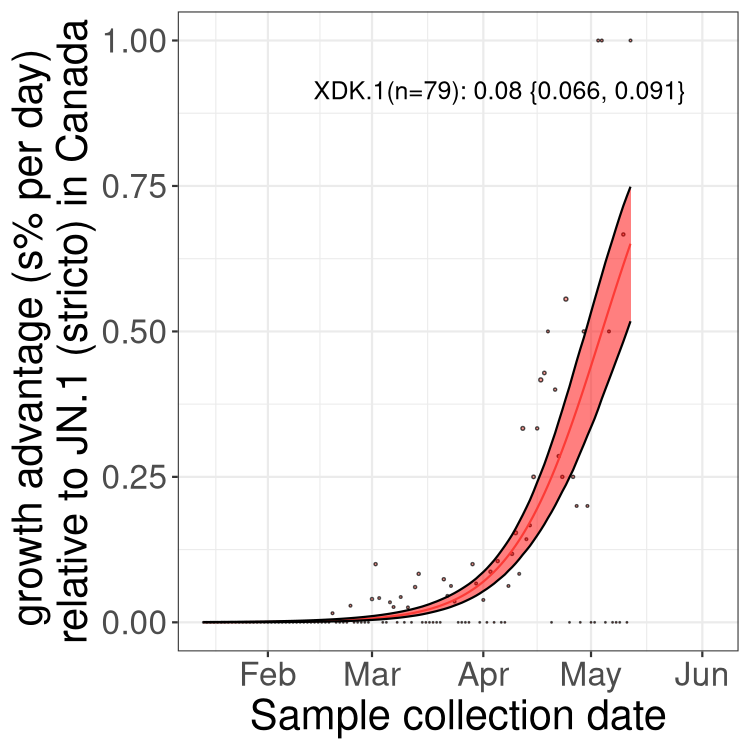 growth advantage (s% per day)
relative to JN.1 (stricto) in Canada
1.00
0.75
0.50
0.25
0.00
XDK.1(n=79): 0.08 {0.066, 0.091}
Feb Mar Apr May Jun
Sample collection date